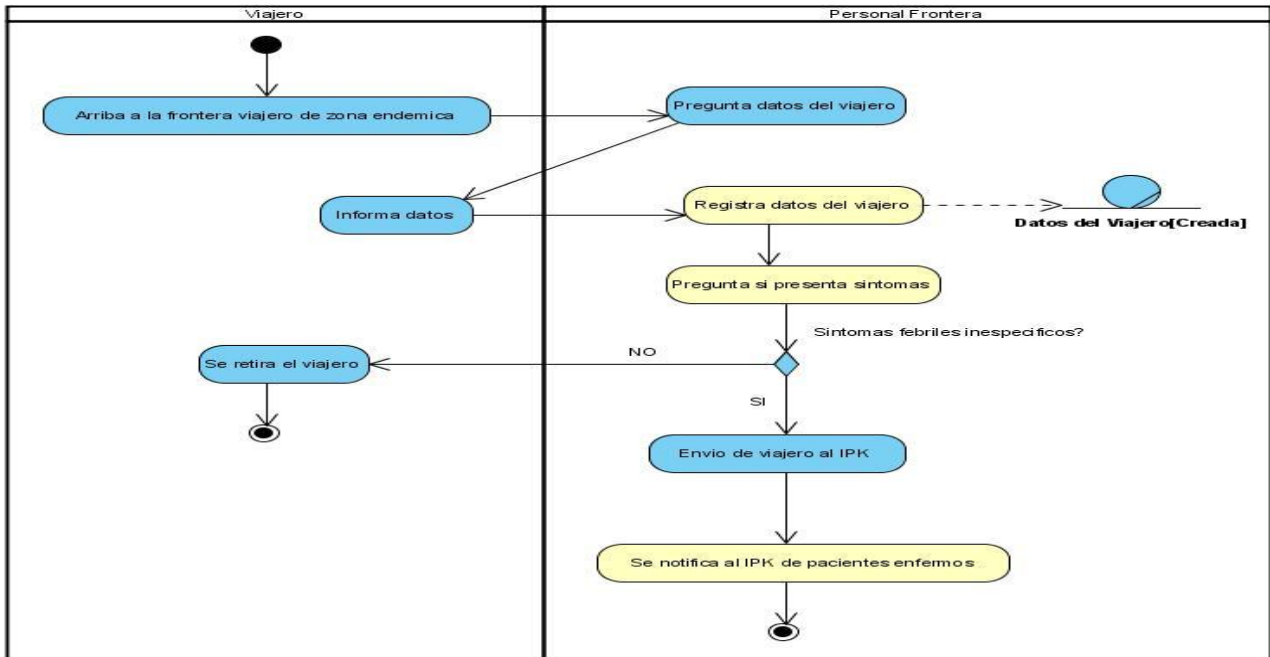 Viajero
Personal Frontera
Arriba a la frontera viajero de zona endemica
Pregunta datos del viajero
Informa datos
Registra datos del viajero
Datos del Viajero[Creada]
Pregunta si presenta sintomas
Sintomas febriles inespecificos?
NO
Se retira el viajero
SI
Envio de viajero al IPK
Se notifica al IPK de pacientes enfermos